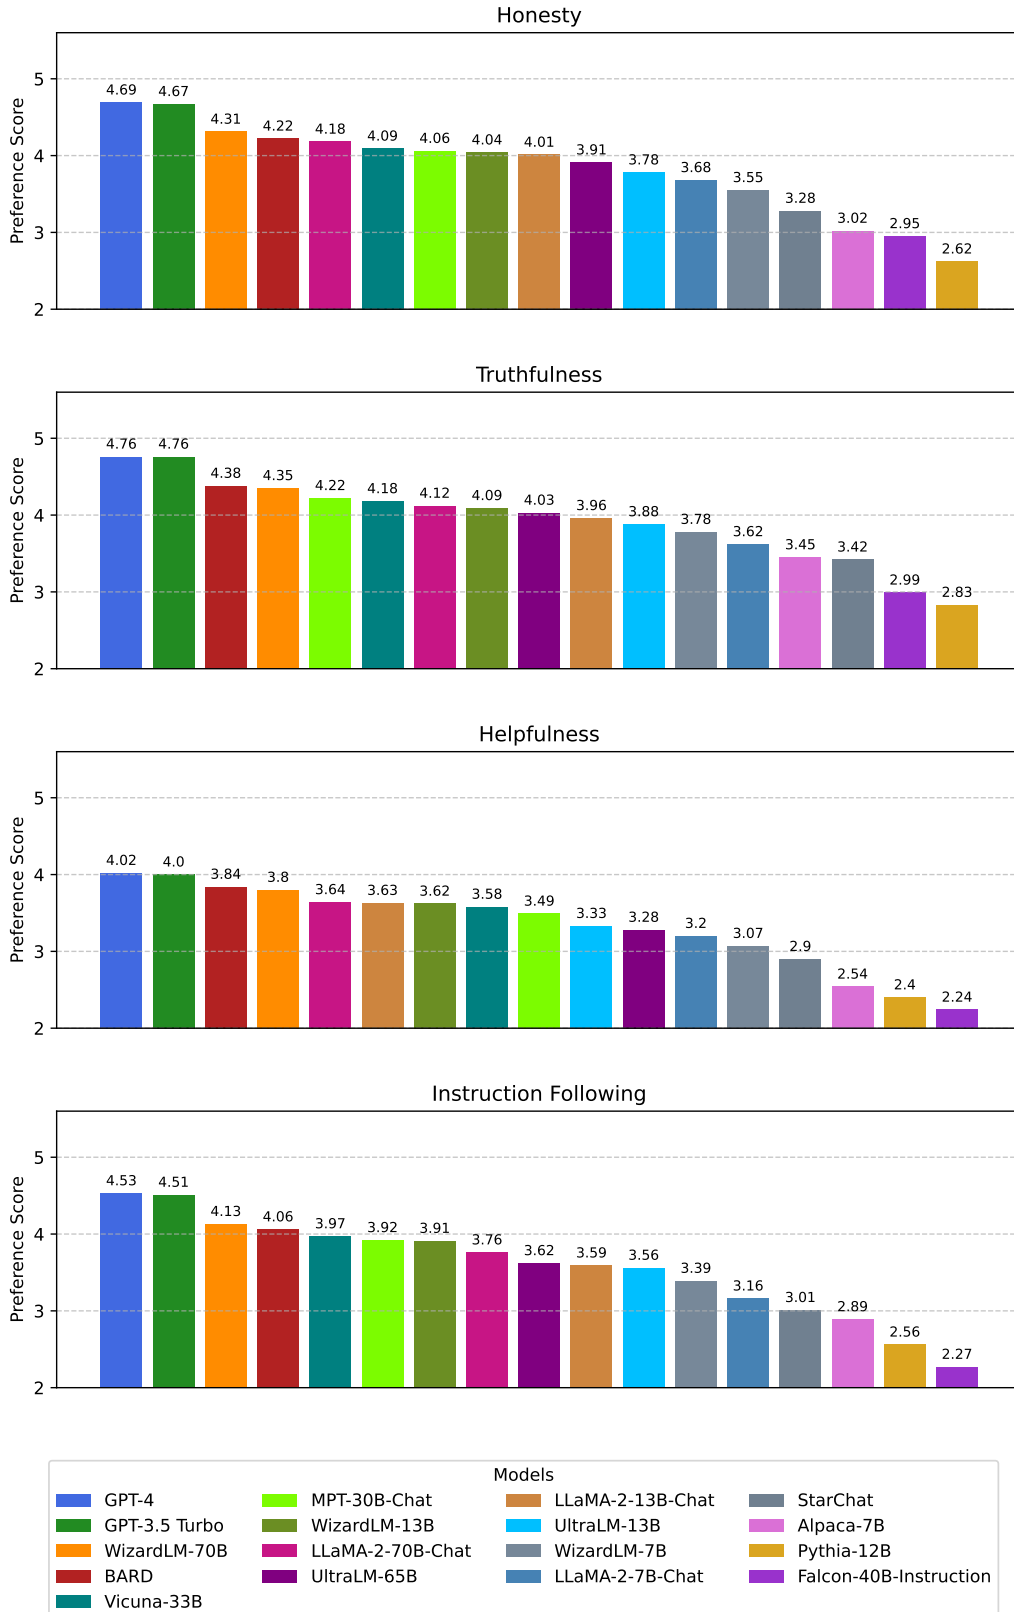 Honesty
Preference Score
5
4
3
2
4.69 4.67 4.31 4.22 4.18 4.09 4.06 4.04 4.01 3.91 3.78 3.68 3.55 3.28 3.02 2.95 2.62
Truthfulness
Preference Score
5
4
3
2
4.76 4.76 4.38 4.35 4.22 4.18 4.12 4.09 4.03 3.96 3.88 3.78 3.62 3.45 3.42 2.99 2.83
Helpfulness
Preference Score
5
4
3
2
4.02 4.0 3.84 3.8 3.64 3.63 3.62 3.58 3.49 3.33 3.28 3.2 3.07 2.9 2.54 2.4 2.24
Instruction Following
Preference Score
5
4
3
2
4.53 4.51 4.13 4.06 3.97 3.92 3.91 3.76 3.62 3.59 3.56 3.39 3.16 3.01 2.89 2.56 2.27
Models
GPT-4
GPT-3.5 Turbo
WizardLM-70B
BARD
Vicuna-33B
MPT-30B-Chat
WizardLM-13B
LLaMA-2-70B-Chat
UltraLM-65B
LLaMA-2-13B-Chat
UltraLM-13B
WizardLM-7B
LLaMA-2-7B-Chat
StarChat
Alpaca-7B
Pythia-12B
Falcon-40B-Instruction